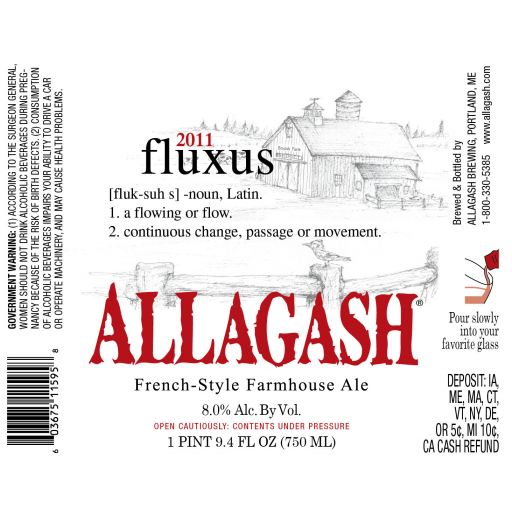 GOVERNMENT WARNING: (1) ACCORDING TO THE SURGEON GENERAL,
WOMEN SHOULD NOT DRINK ALCOHOLIC BEVERAGES DURING PREG-
NANCY BECAUSE OF THE RISK OF BIRTH DEFECTS. (2) CONSUMPTION
OF ALCOHOLIC BEVERAGES IMPAIRS YOUR ABILITY TO DRIVE A CAR
OR OPERATE MACHINERY, AND MAY CAUSE HEALTH PROBLEMS.
6 03675 11595 8
2011
fluxus
[fluk-suh s] -noun, Latin.
1. a flowing or flow.
2. continuous change, passage or movement.
ALLAGASH®
French-Style Farmhouse Ale
8.0% Alc. By Vol.
OPEN CAUTIOUSLY: CONTENTS UNDER PRESSURE
1 PINT 9.4 FL OZ (750 ML)
Brewed & Bottled by
ALLAGASH BREWING, PORTLAND, ME
1-800-330-5385 www.allagash.com
Pour slowly
into your
favorite glass
DEPOSIT: IA,
ME, MA, CT,
VT, NY, DE,
OR 5¢, MI 10¢,
CA CASH REFUND